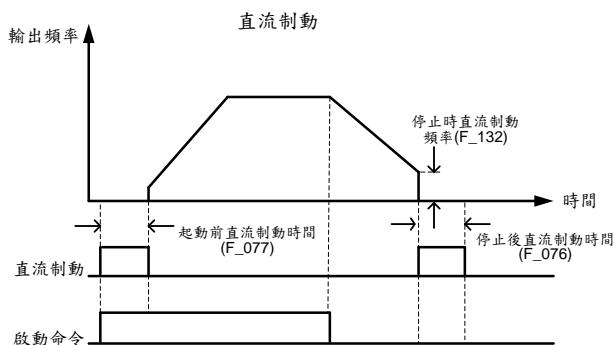 直流制動
輸出頻率
停止時直流制動
頻率(F_132)
時間
起動前直流制動時間
(F_077)
停止後直流制動時間
(F_076)
直流制動
啟動命令